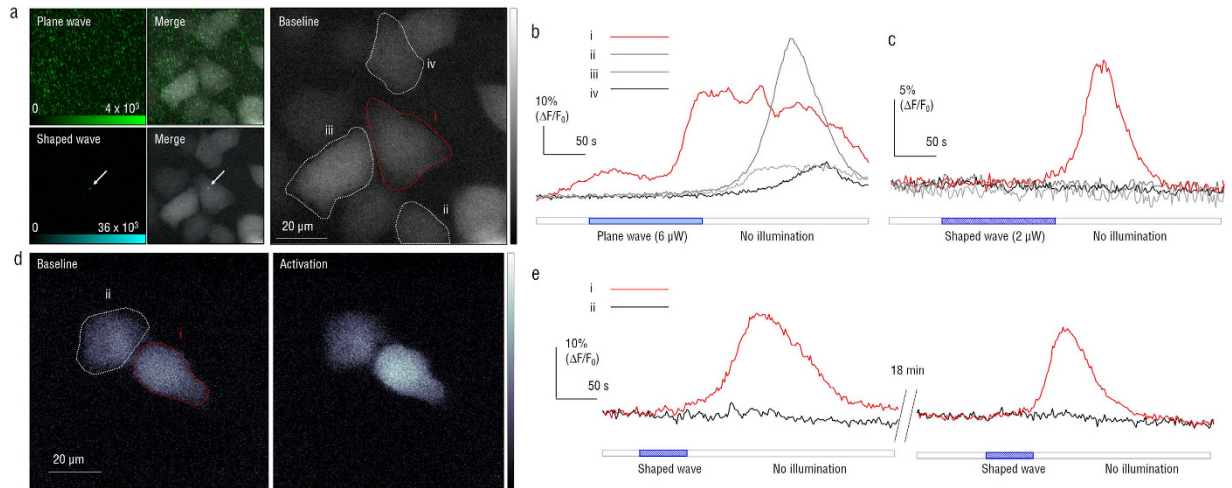 a
Plane wave
Merge
0
4 x 10³
Shaped wave
Merge
0
36 x 10³
Baseline
iv
i
iii
ii
20 µm
b
i
ii
iii
iv
10%
(ΔF/F₀)
50 s
Plane wave (6 µW)
No illumination
c
5%
(ΔF/F₀)
50 s
Shaped wave (2 µW)
No illumination
d
Baseline
ii
i
20 µm
Activation
e
i
ii
10%
(ΔF/F₀)
50 s
18 min
Shaped wave
No illumination
Shaped wave
No illumination